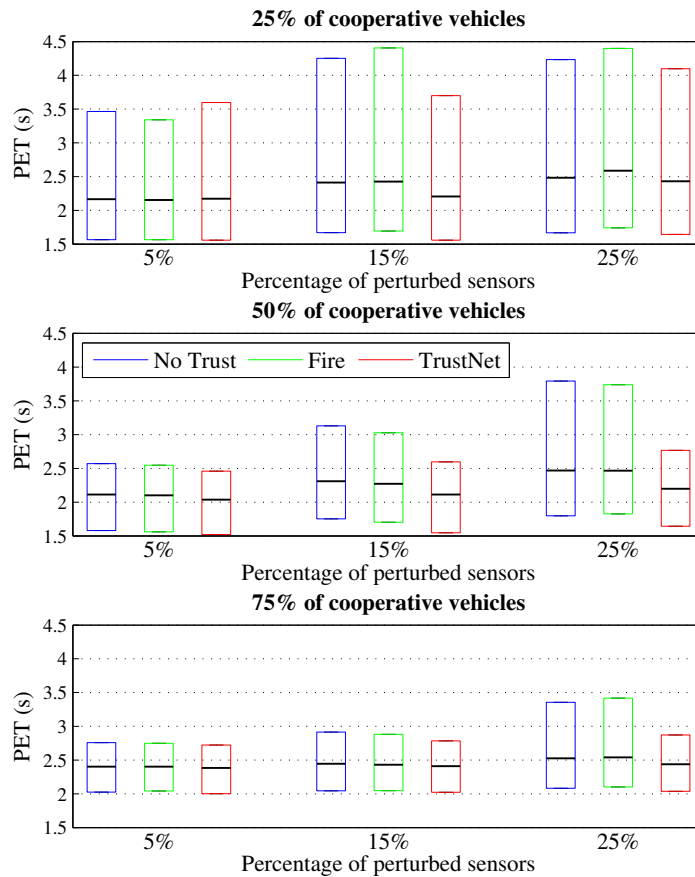 25% of cooperative vehicles
4.5
4
3.5
3
2.5
2
1.5
PET (s)
5% 15% 25%
Percentage of perturbed sensors
50% of cooperative vehicles
4.5
4
3.5
3
2.5
2
1.5
PET (s)
No Trust Fire TrustNet
5% 15% 25%
Percentage of perturbed sensors
75% of cooperative vehicles
4.5
4
3.5
3
2.5
2
1.5
PET (s)
5% 15% 25%
Percentage of perturbed sensors